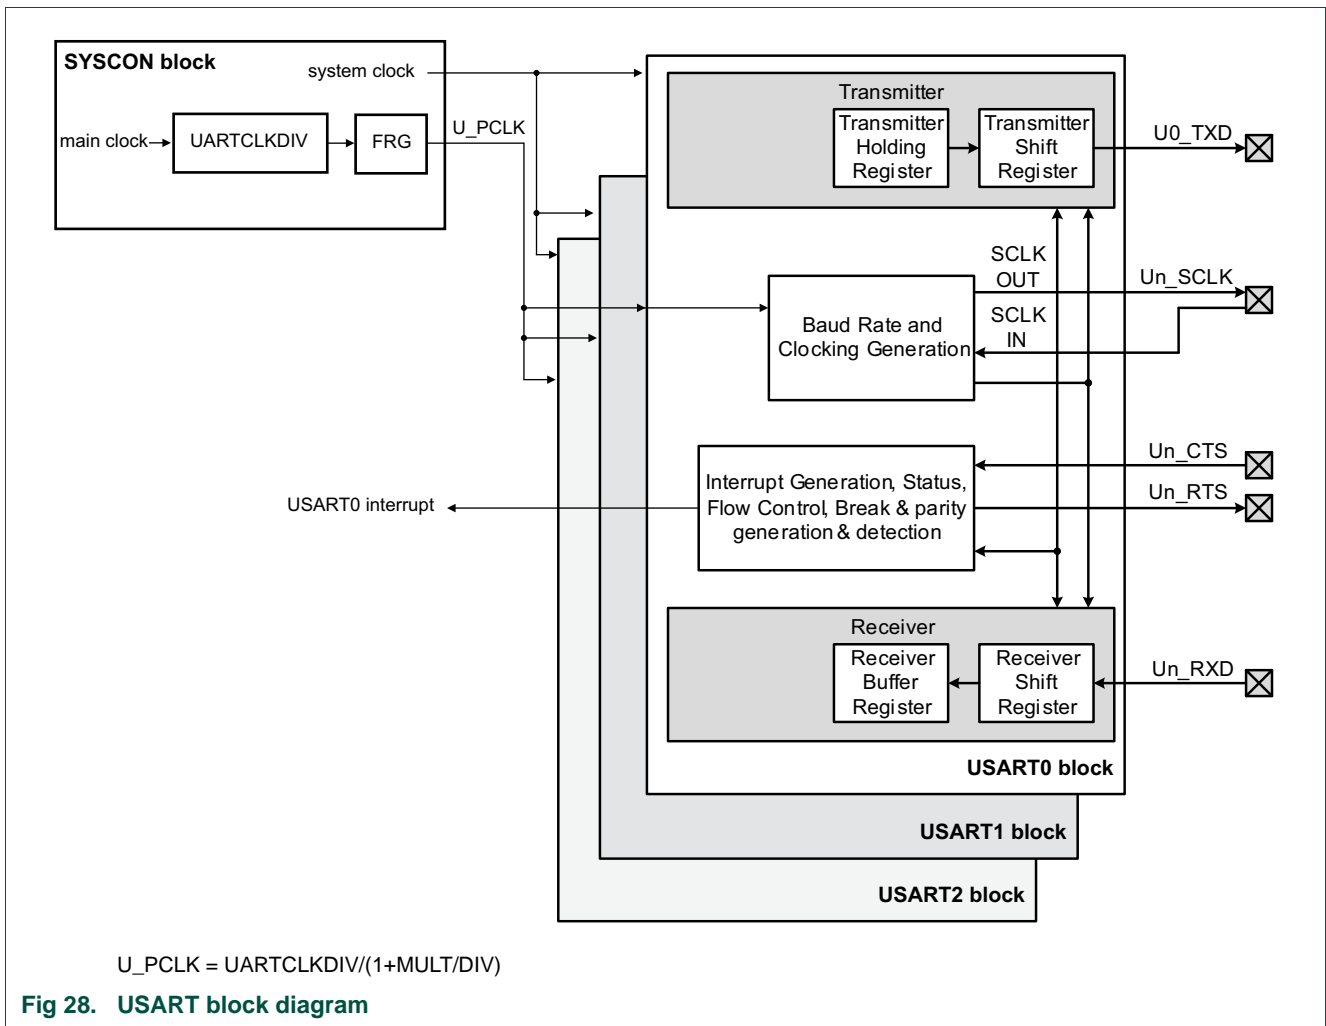 SYSCON block
system clock
main clock
UARTCLKDIV
FRG
U_PCLK
Transmitter
Transmitter
Holding
Register
Transmitter
Shift
Register
U0_TXD
SCLK
OUT
Un_SCLK
SCLK
IN
Baud Rate and
Clocking Generation
Un_CTS
Un_RTS
Interrupt Generation, Status,
Flow Control, Break & parity
generation & detection
USART0 interrupt
Receiver
Receiver
Buffer
Register
Receiver
Shift
Register
Un_RXD
USART0 block
USART1 block
USART2 block
U_PCLK = UARTCLKDIV/(1+MULT/DIV)
Fig 28. USART block diagram